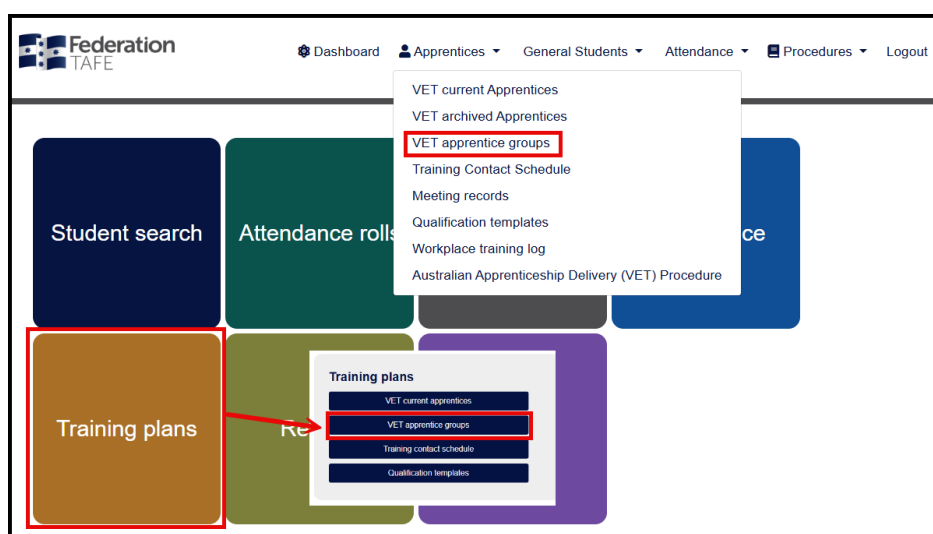 Federation
TAFE
Dashboard Apprentices General Students Attendance Procedures Logout
VET current Apprentices
VET archived Apprentices
VET apprentice groups
Training Contact Schedule
Meeting records
Qualification templates
Workplace training log
Australian Apprenticeship Delivery (VET) Procedure
Student search
Attendance rolls
ce
Training plans
Re
Training plans
VET current apprentices
VET apprentice groups
Training contact schedule
Qualification templates